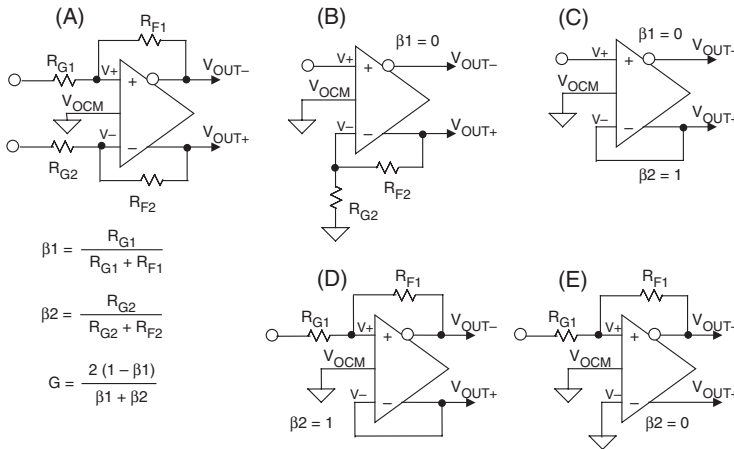 (A)
R_F1
R_G1
V+
V_OUT−
+
V_OCM
V−
−
V_OUT+
R_G2
R_F2
β1 = R_G1 / (R_G1 + R_F1)
β2 = R_G2 / (R_G2 + R_F2)
G = 2 (1 − β1) / (β1 + β2)
(B)
β1 = 0
V+
+
V_OUT−
V_OCM
V−
−
V_OUT+
R_F2
R_G2
(C)
β1 = 0
V+
+
V_OUT−
V_OCM
V−
−
V_OUT+
β2 = 1
(D)
R_F1
R_G1
V+
+
V_OUT−
V_OCM
V−
−
V_OUT+
β2 = 1
(E)
R_F1
R_G1
V+
+
V_OUT−
V_OCM
V−
−
V_OUT+
β2 = 0